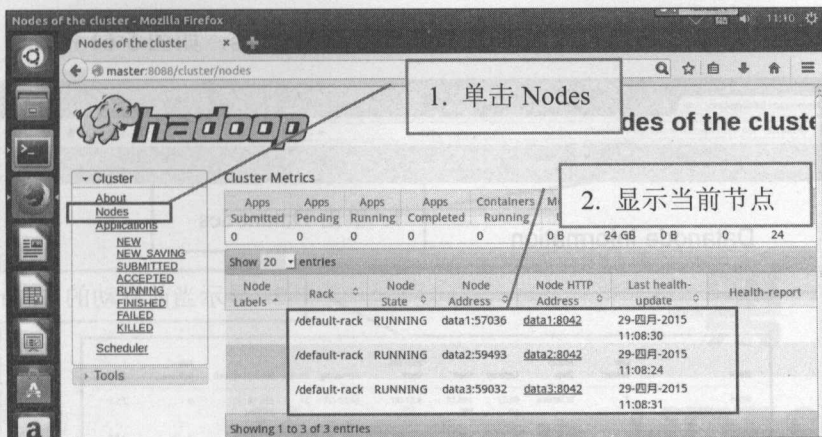 Nodes of the cluster - Mozilla Firefox
11:10
Nodes of the cluster × +
master:8088/cluster/nodes
1. 单击 Nodes
hadoop
des of the cluste
Cluster
About
Nodes
Applications
NEW
NEW_SAVING
SUBMITTED
ACCEPTED
RUNNING
FINISHED
FAILED
KILLED
Scheduler
Tools
Cluster Metrics
2. 显示当前节点
Apps Submitted Apps Pending Apps Running Apps Completed Containers Running
0 0 0 0 0 0 B 24 GB 0 B 0 24
Show 20 entries
Node Labels Rack Node State Node Address Node HTTP Address Last health-update Health-report
/default-rack RUNNING data1:57036 data1:8042 29-四月-2015
11:08:30
/default-rack RUNNING data2:59493 data2:8042 29-四月-2015
11:08:24
/default-rack RUNNING data3:59032 data3:8042 29-四月-2015
11:08:31
Showing 1 to 3 of 3 entries